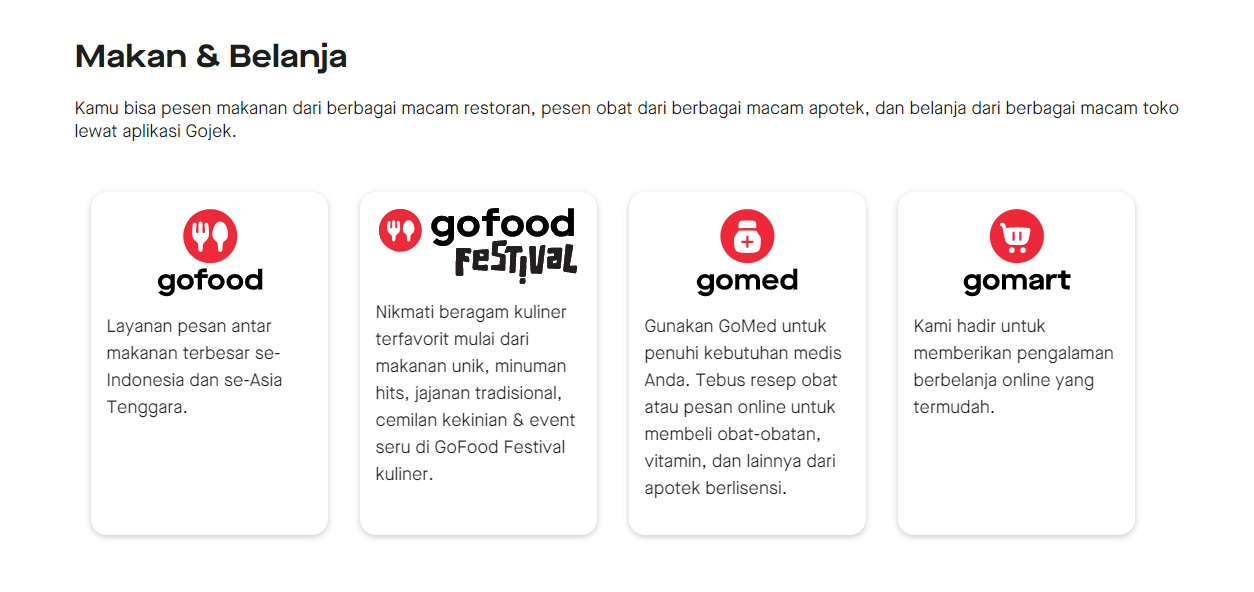 Makan & Belanja
Kamu bisa pesen makanan dari berbagai macam restoran, pesen obat dari berbagai macam apotek, dan belanja dari berbagai macam toko
lewat aplikasi Gojek.
gofood
Layanan pesan antar
makanan terbesar se-
Indonesia dan se-Asia
Tenggara.
gofood
FESTIVAL
Nikmati beragam kuliner
terfavorit mulai dari
makanan unik, minuman
hits, jajanan tradisional,
cemilan kekinian & event
seru di GoFood Festival
kuliner.
gomed
Gunakan GoMed untuk
penuhi kebutuhan medis
Anda. Tebus resep obat
atau pesan online untuk
membeli obat-obatan,
vitamin, dan lainnya dari
apotek berlisensi.
gomart
Kami hadir untuk
memberikan pengalaman
berbelanja online yang
termudah.